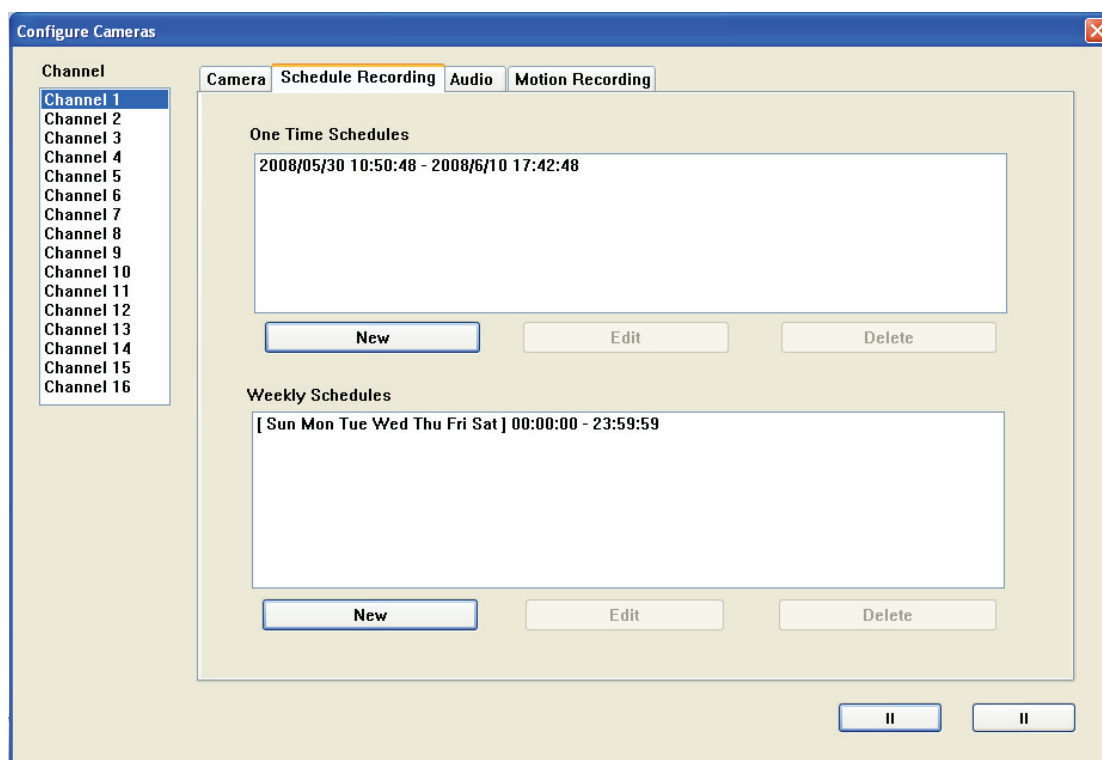 Configure Cameras
Channel
Channel 1
Channel 2
Channel 3
Channel 4
Channel 5
Channel 6
Channel 7
Channel 8
Channel 9
Channel 10
Channel 11
Channel 12
Channel 13
Channel 14
Channel 15
Channel 16
Camera
Schedule Recording
Audio
Motion Recording
One Time Schedules
2008/05/30 10:50:48 - 2008/6/10 17:42:48
New
Edit
Delete
Weekly Schedules
[ Sun Mon Tue Wed Thu Fri Sat ] 00:00:00 - 23:59:59
New
Edit
Delete
II
II